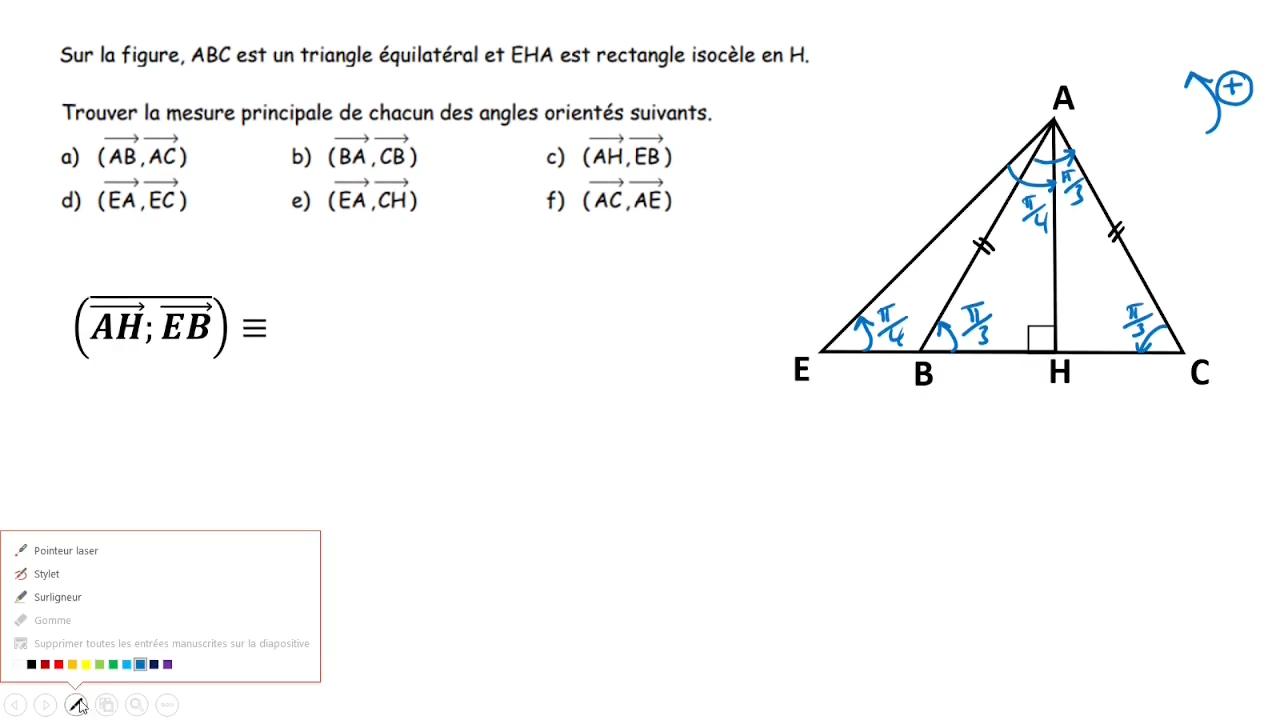 Sur la figure, ABC est un triangle équilatéral et EHA est rectangle isocèle en H.
Trouver la mesure principale de chacun des angles orientés suivants.
a) (AB, AC) b) (BA, CB) c) (AH, EB)
d) (EA, EC) e) (EA, CH) f) (AC, AE)
(AH; EB) ≡
A
+
π/4 π/3
π/4 π/3 π/3
E B H C
Pointeur laser
Stylet
Surligneur
Gomme
Supprimer toutes les entrées manuscrites sur la diapositive